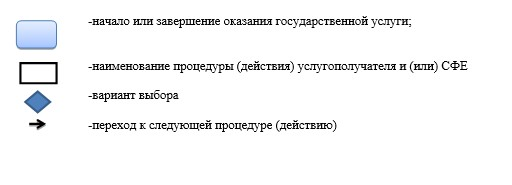 -начало или завершение оказания государственной услуги;
-наименование процедуры (действия) услугополучателя и (или) СФЕ
-вариант выбора
-переход к следующей процедуре (действию)